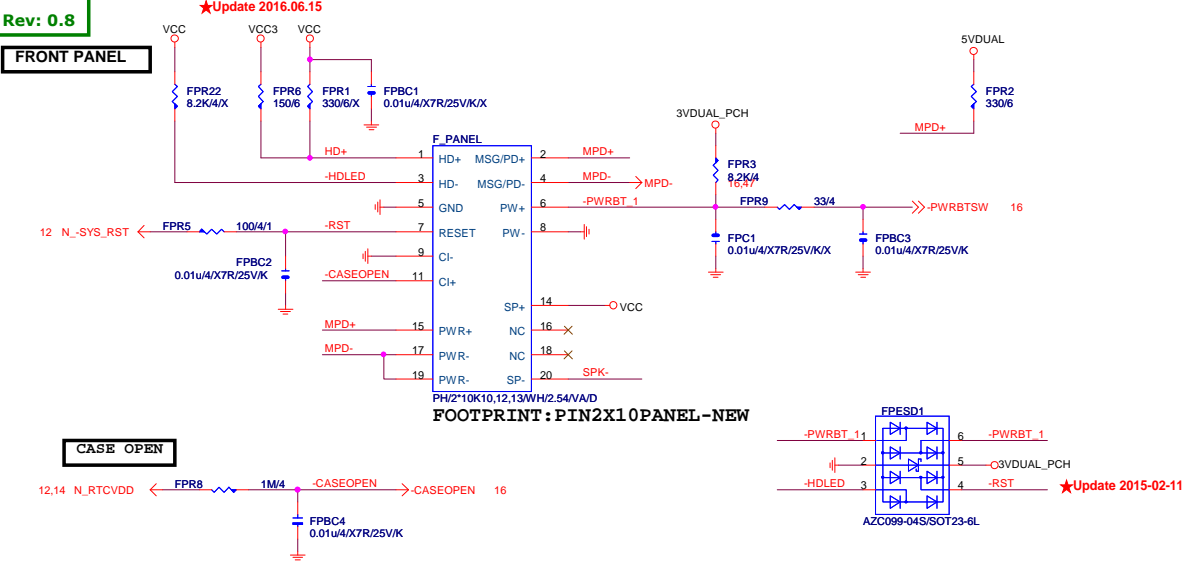 ★Update 2016.06.15
Rev: 0.8
FRONT PANEL
VCC
VCC3
VCC
5VDUAL
FPR22
8.2K/4/X
FPR6
150/6
FPR1
330/6/X
FPBC1
0.01u/4/X7R/25V/K/X
FPR2
330/6
MPD+
3VDUAL_PCH
F_PANEL
HD+
1
HD+
MSG/PD+
2
MPD+
-HDLED
3
HD-
MSG/PD-
4
MPD-
MPD-
16,47
FPR3
8.2K/4
5
GND
PW+
6
-PWRBT_1
FPR9
33/4
-PWRBTSW
16
12
N_-SYS_RST
FPR5
100/4/1
-RST
7
RESET
PW-
8
FPC1
0.01u/4/X7R/25V/K/X
FPBC3
0.01u/4/X7R/25V/K
9
CI-
FPBC2
0.01u/4/X7R/25V/K
-CASEOPEN
11
CI+
SP+
14
VCC
MPD+
15
PWR+
NC
16
MPD-
17
PWR-
NC
18
19
PWR-
SP-
20
SPK-
PH/2*10K10,12,13/WH/2.54/VA/D
FOOTPRINT:PIN2X10PANEL-NEW
CASE OPEN
12,14
N_RTCVDD
FPR8
1M/4
-CASEOPEN
-CASEOPEN
16
FPBC4
0.01u/4/X7R/25V/K
FPESD1
-PWRBT_1
1
6
-PWRBT_1
2
5
3VDUAL_PCH
-HDLED
3
4
-RST
★Update 2015-02-11
AZC099-04S/SOT23-6L